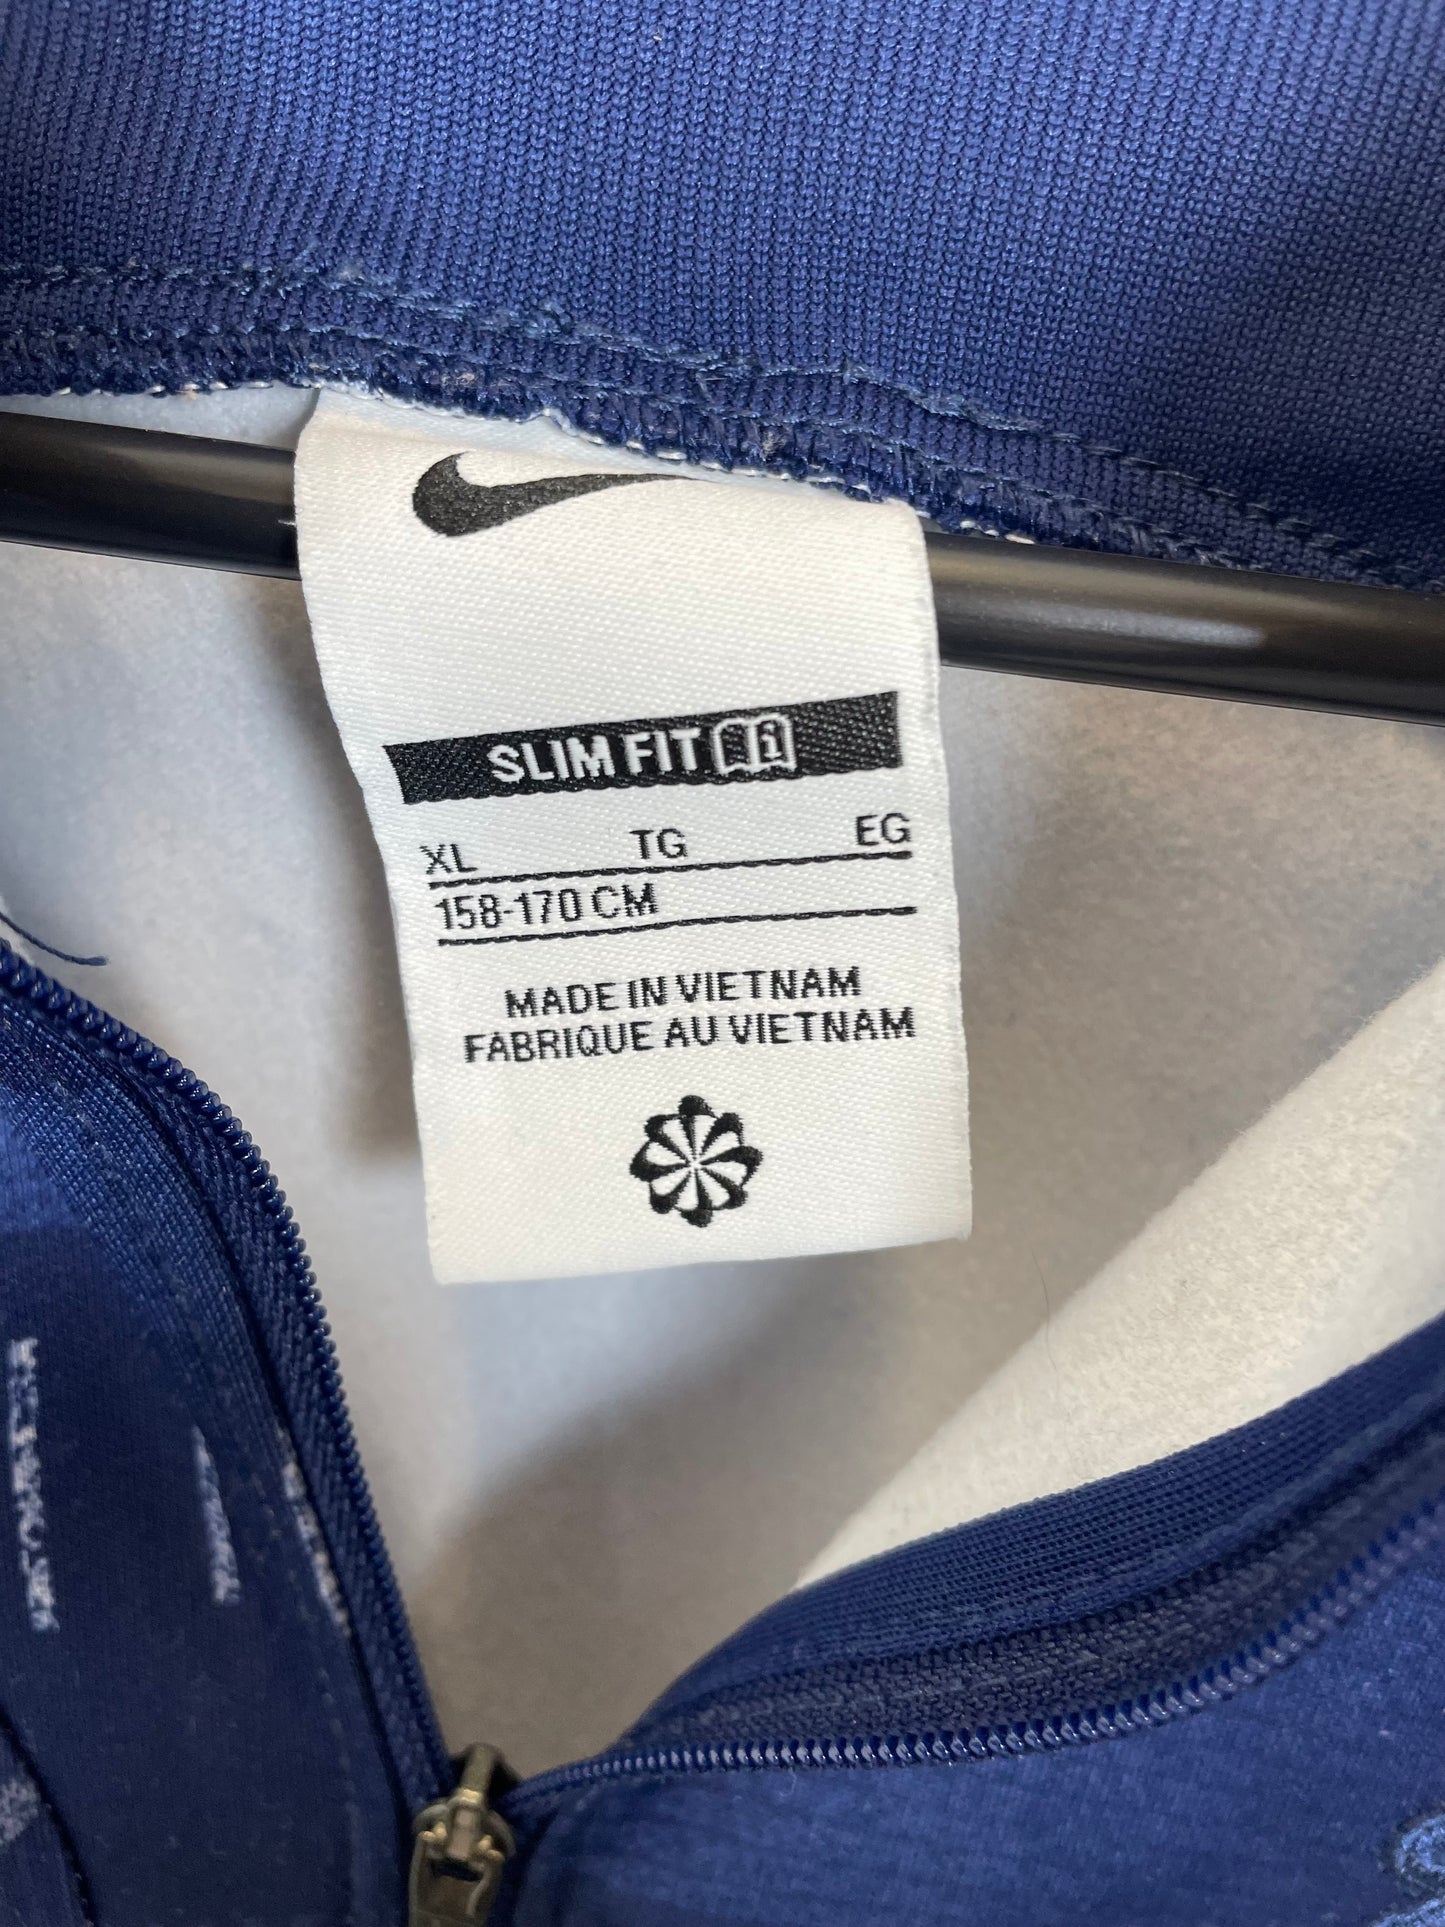 SLIM FIT i
XL TG EG
158-170 CM
MADE IN VIETNAM
FABRIQUE AU VIETNAM